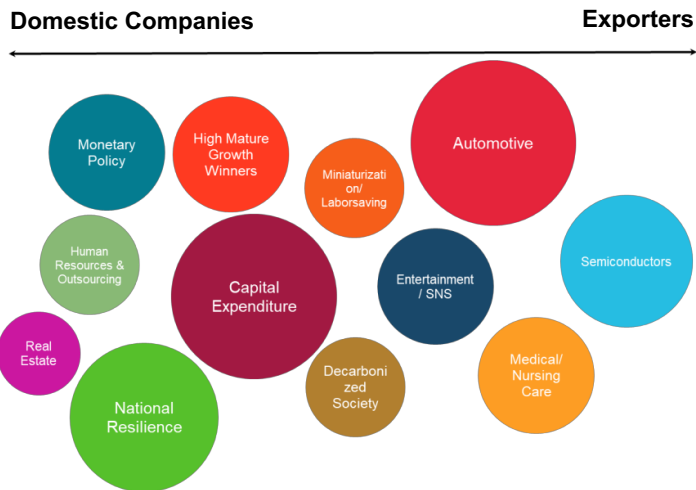 Domestic Companies
Exporters
Monetary
Policy
High Mature
Growth
Winners
Automotive
Miniaturizati
on/
Laborsaving
Human
Resources &
Outsourcing
Capital
Expenditure
Entertainment
/ SNS
Semiconductors
Real
Estate
National
Resilience
Decarboni
zed
Society
Medical/
Nursing
Care